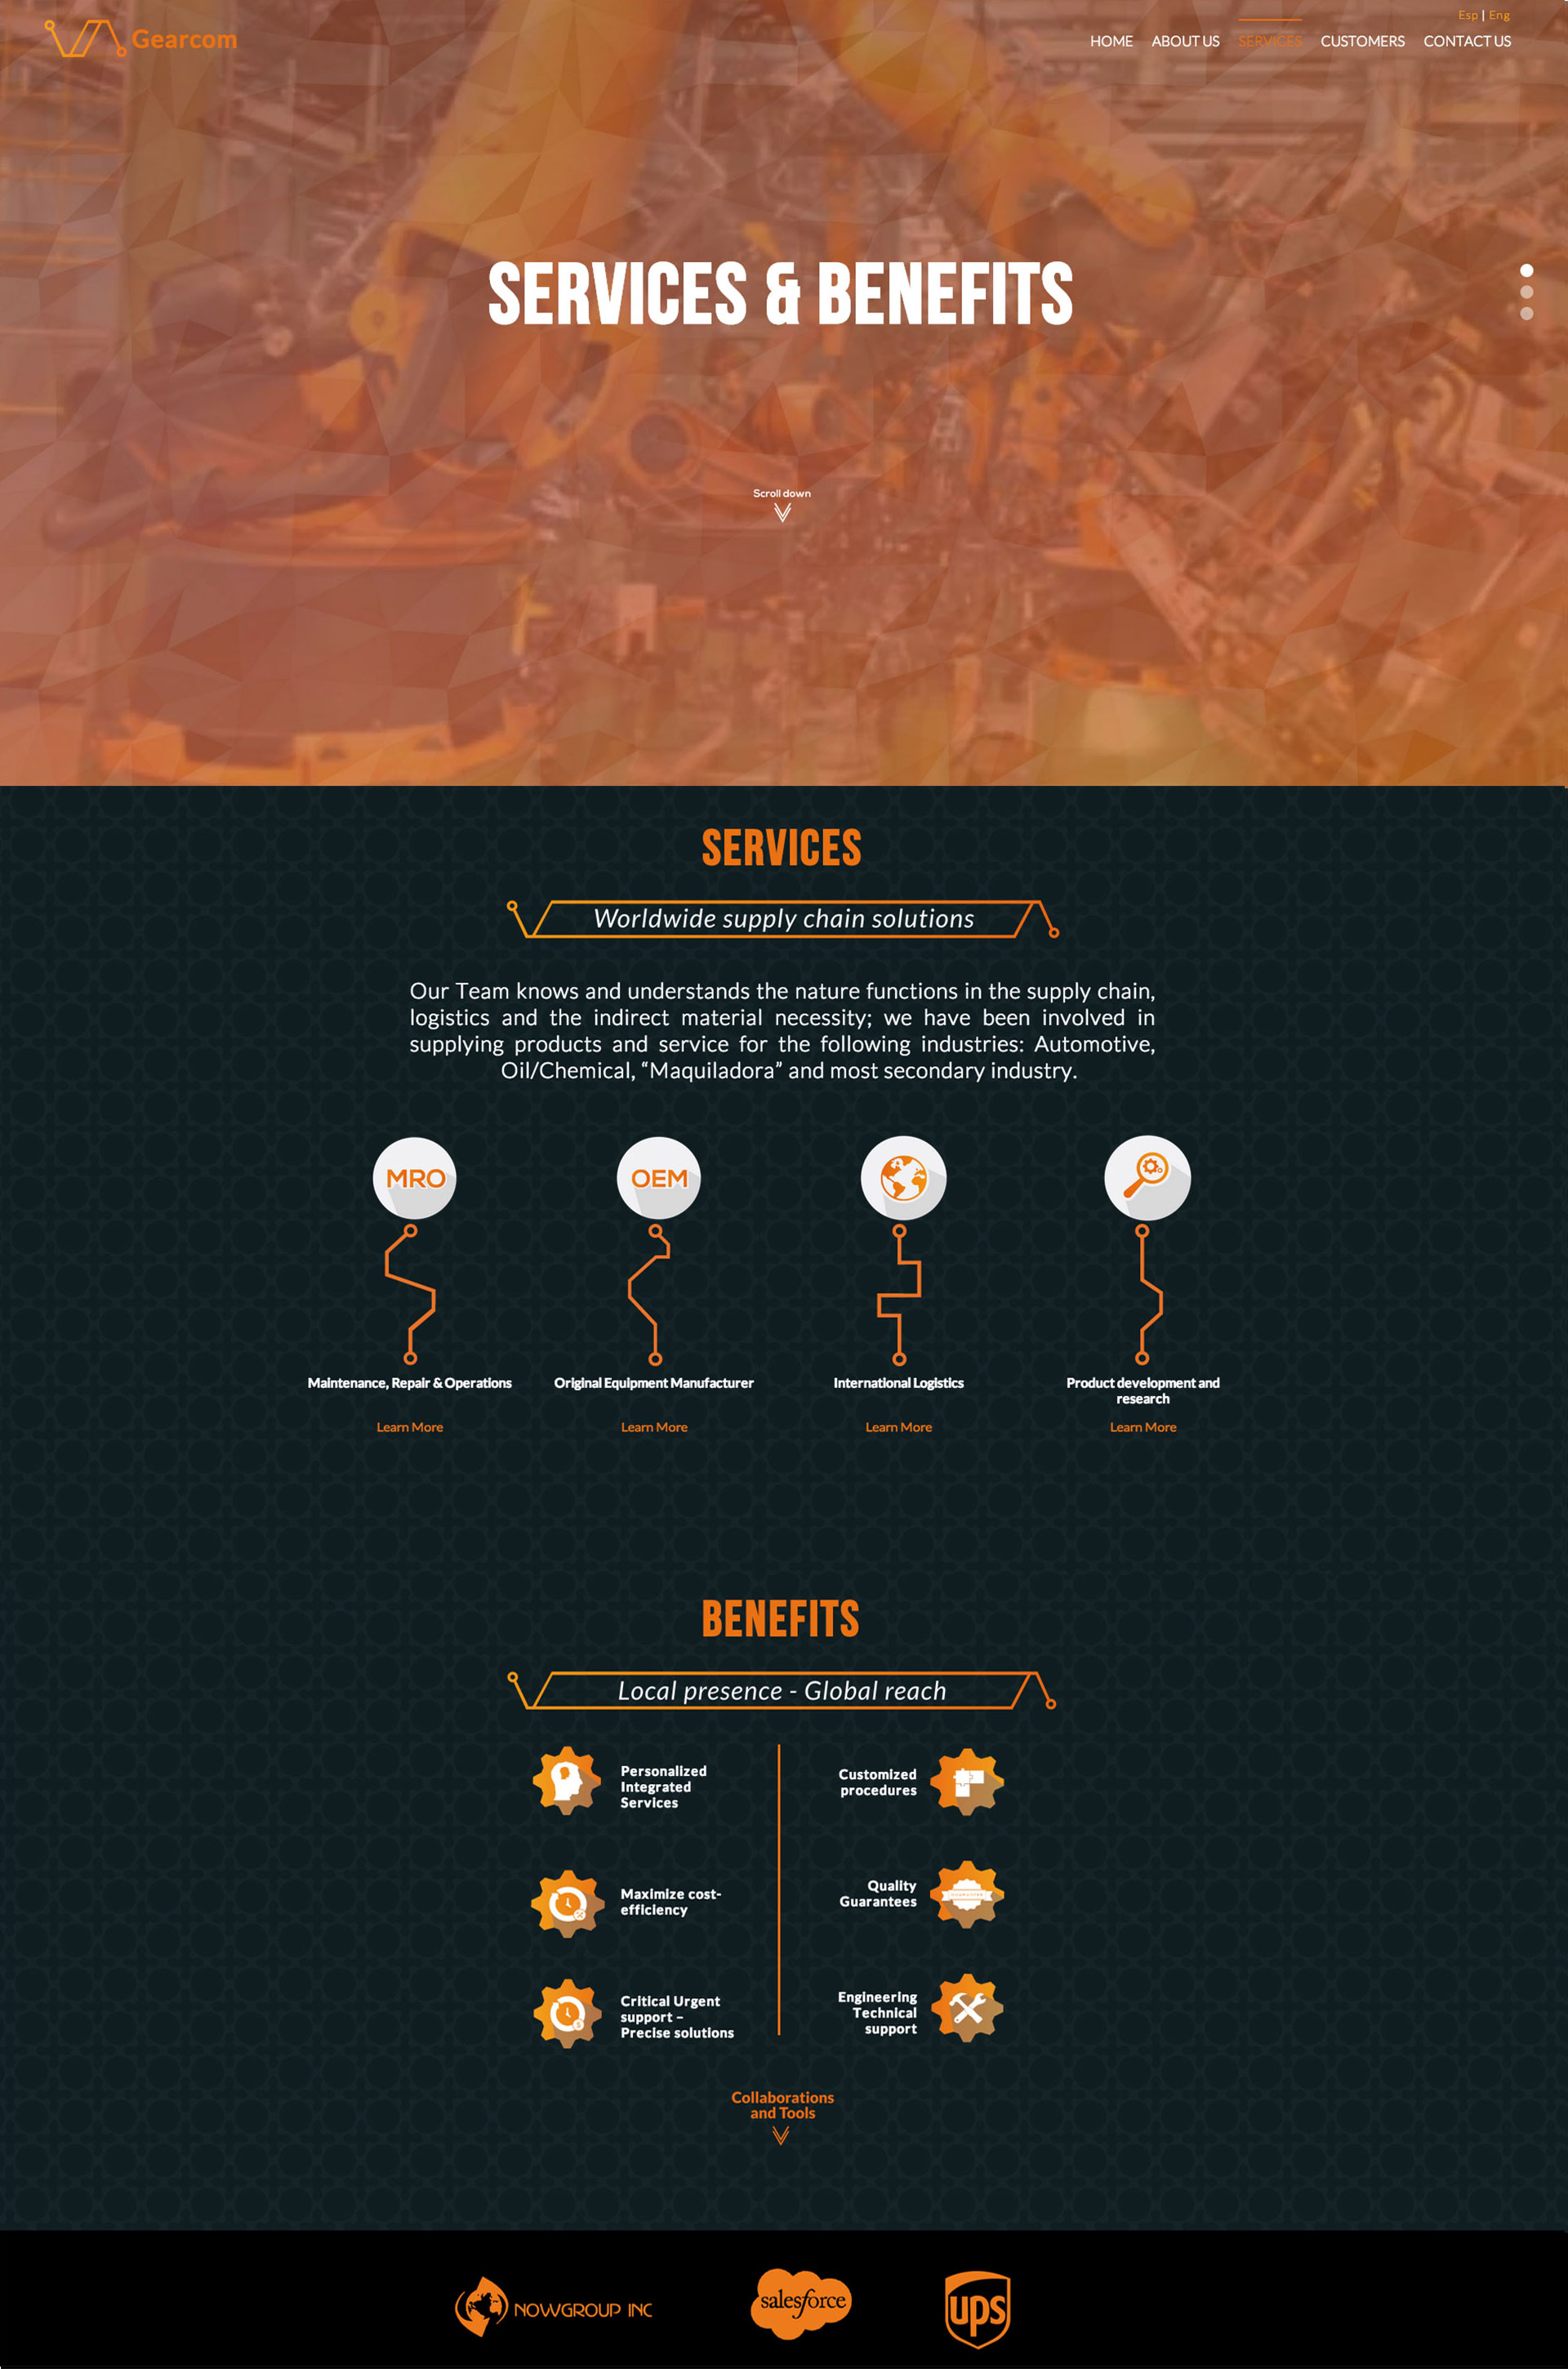 Gearcom
Esp | Eng
HOME ABOUT US SERVICES CUSTOMERS CONTACT US
SERVICES & BENEFITS
Scroll down
SERVICES
Worldwide supply chain solutions
Our Team knows and understands the nature functions in the supply chain,
logistics and the indirect material necessity; we have been involved in
supplying products and service for the following industries: Automotive,
Oil/Chemical, “Maquiladora” and most secondary industry.
MRO
OEM
Maintenance, Repair & Operations
Original Equipment Manufacturer
International Logistics
Product development and
research
Learn More
Learn More
Learn More
Learn More
BENEFITS
Local presence - Global reach
Personalized
Integrated
Services
Customized
procedures
Maximize cost-
efficiency
Quality
Guarantees
Critical Urgent
support –
Precise solutions
Engineering
Technical
support
Collaborations
and Tools
NOWGROUP INC
salesforce
ups